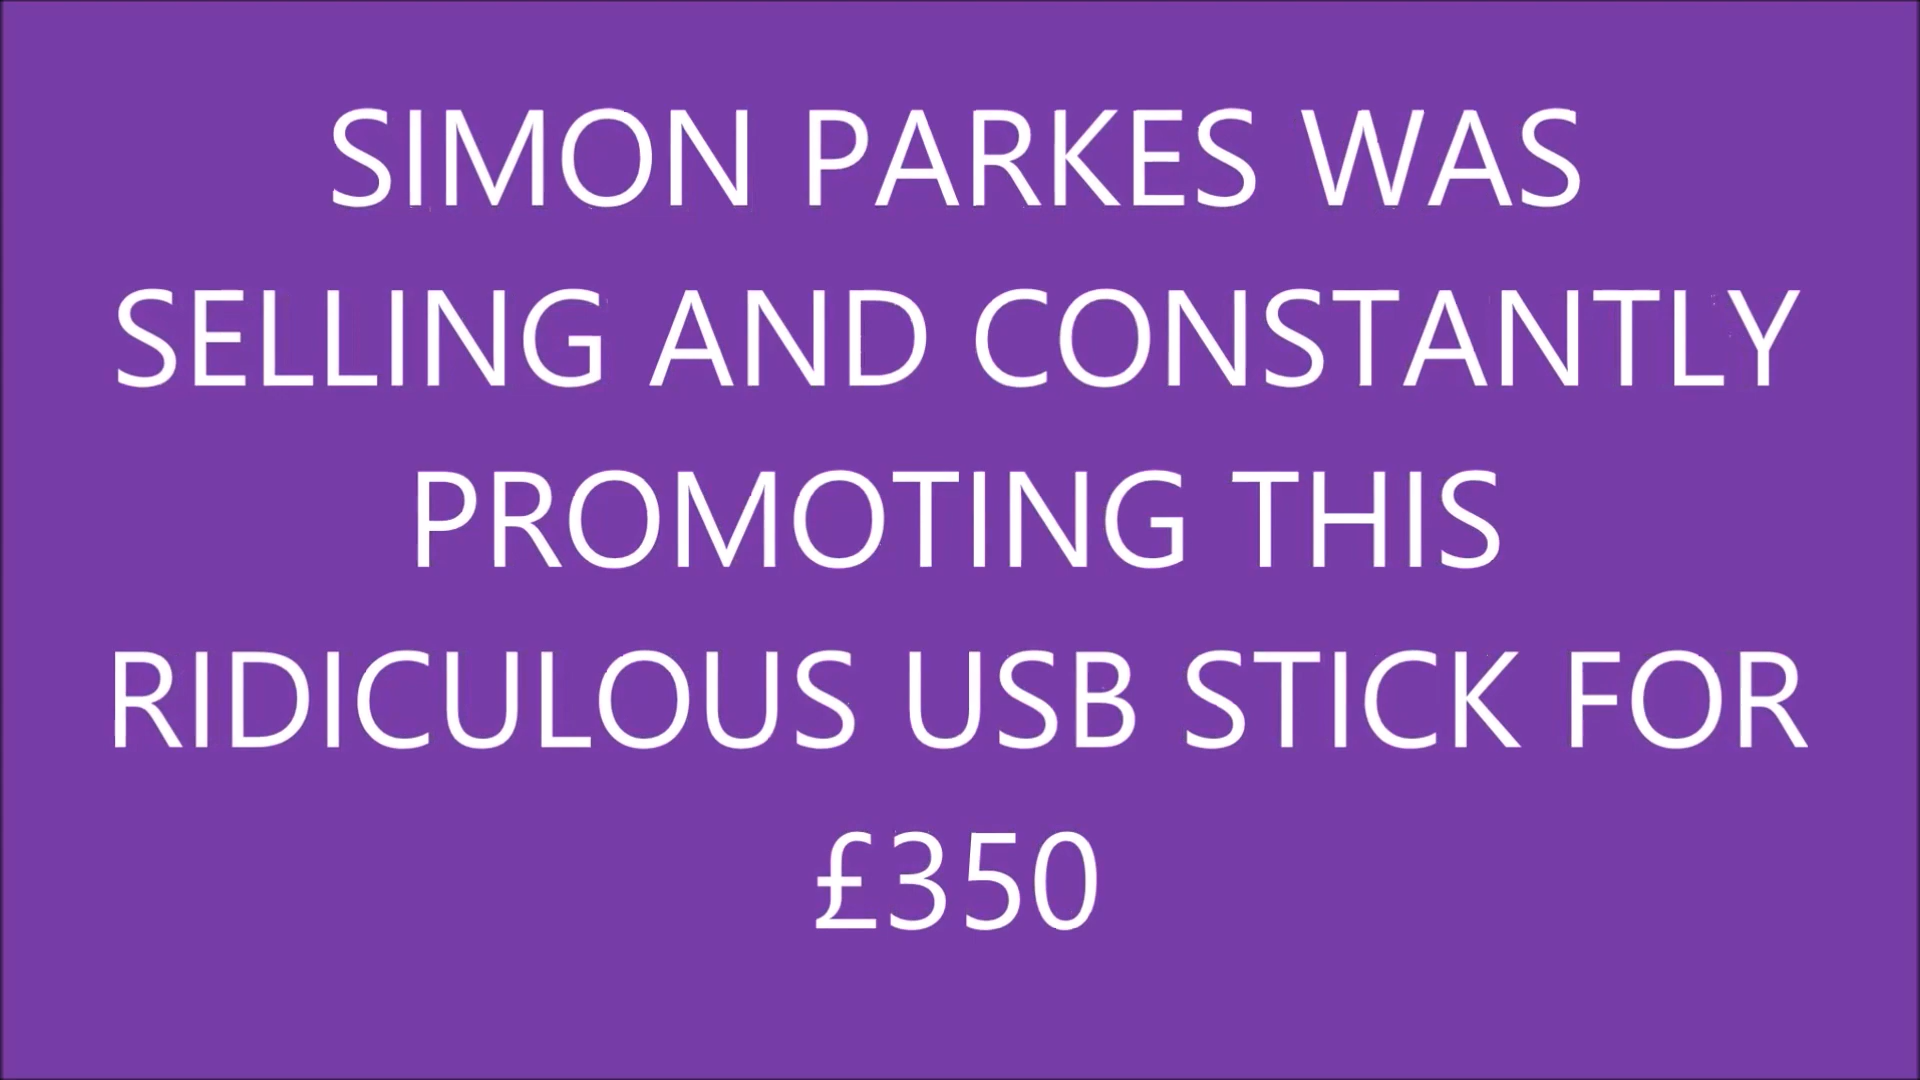 SIMON PARKES WAS
SELLING AND CONSTANTLY
PROMOTING THIS
RIDICULOUS USB STICK FOR
£350